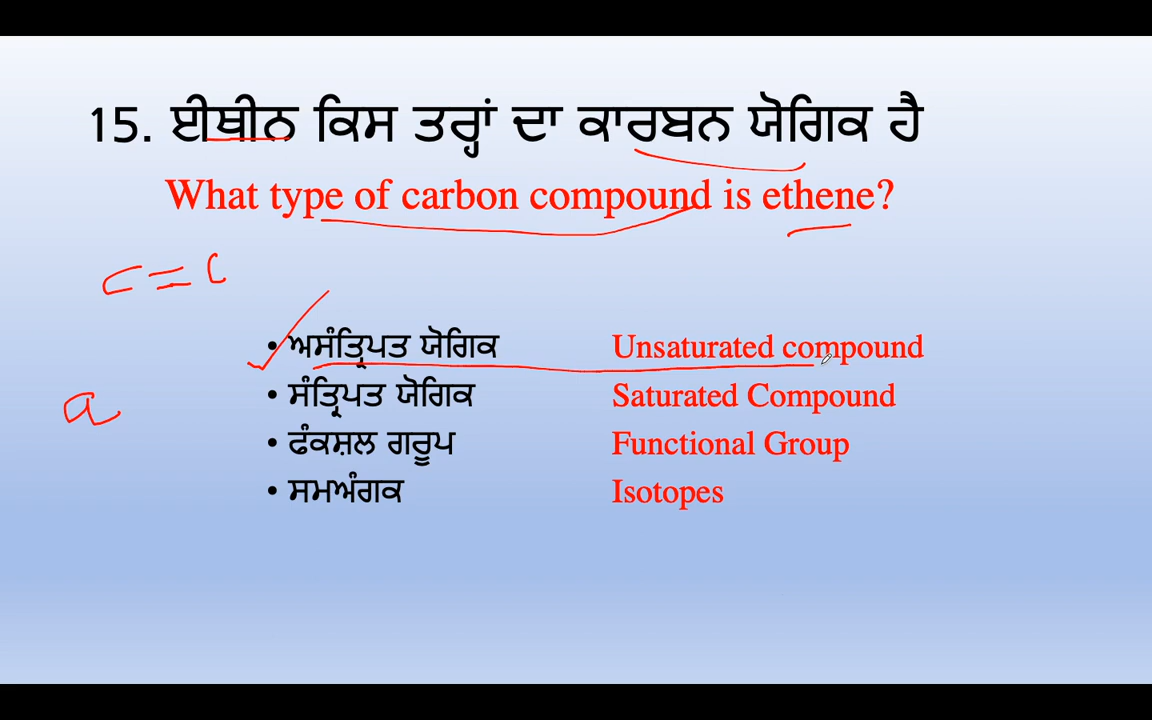 15. ਈਥੀਨ ਕਿਸ ਤਰ੍ਹਾਂ ਦਾ ਕਾਰਬਨ ਯੋਗਿਕ ਹੈ
What type of carbon compound is ethene?
C=C
• ਅਸੰਤ੍ਰਿਪਤ ਯੋਗਿਕ Unsaturated compound
• ਸੰਤ੍ਰਿਪਤ ਯੋਗਿਕ Saturated Compound
a
• ਫੰਕਸ਼ਲ ਗਰੂਪ Functional Group
• ਸਮਅੰਗਕ Isotopes